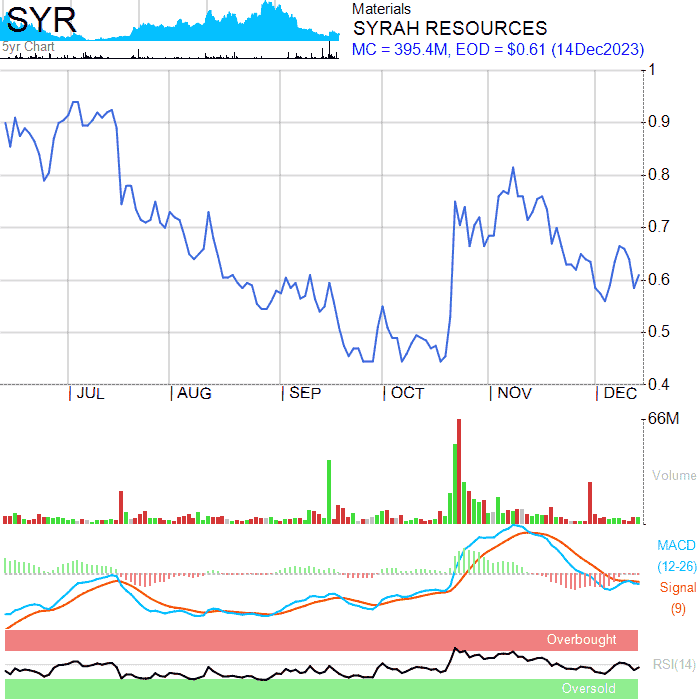 SYR
5yr Chart
Materials
SYRAH RESOURCES
MC = 395.4M, EOD = $0.61 (14Dec2023)
1
0.9
0.8
0.7
0.6
0.5
0.4
JUL AUG SEP OCT NOV DEC
66M
Volume
MACD
(12-26)
Signal
(9)
Overbought
RSI(14)
Oversold